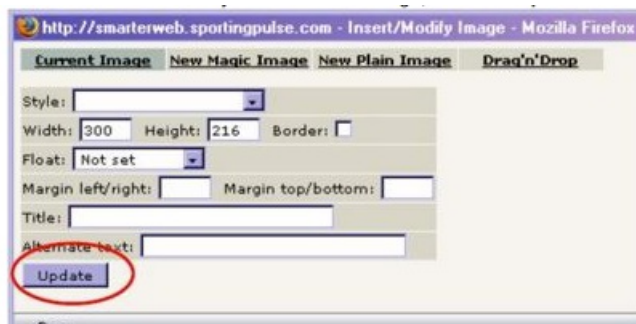 http://smarterweb.sportingpulse.com - Insert/Modify Image - Mozilla Firefox
Current Image New Magic Image New Plain Image Drag'n'Drop
Style:
Width: 300 Height: 216 Border:
Float: Not set
Margin left/right: Margin top/bottom:
Title:
Alternate text:
Update